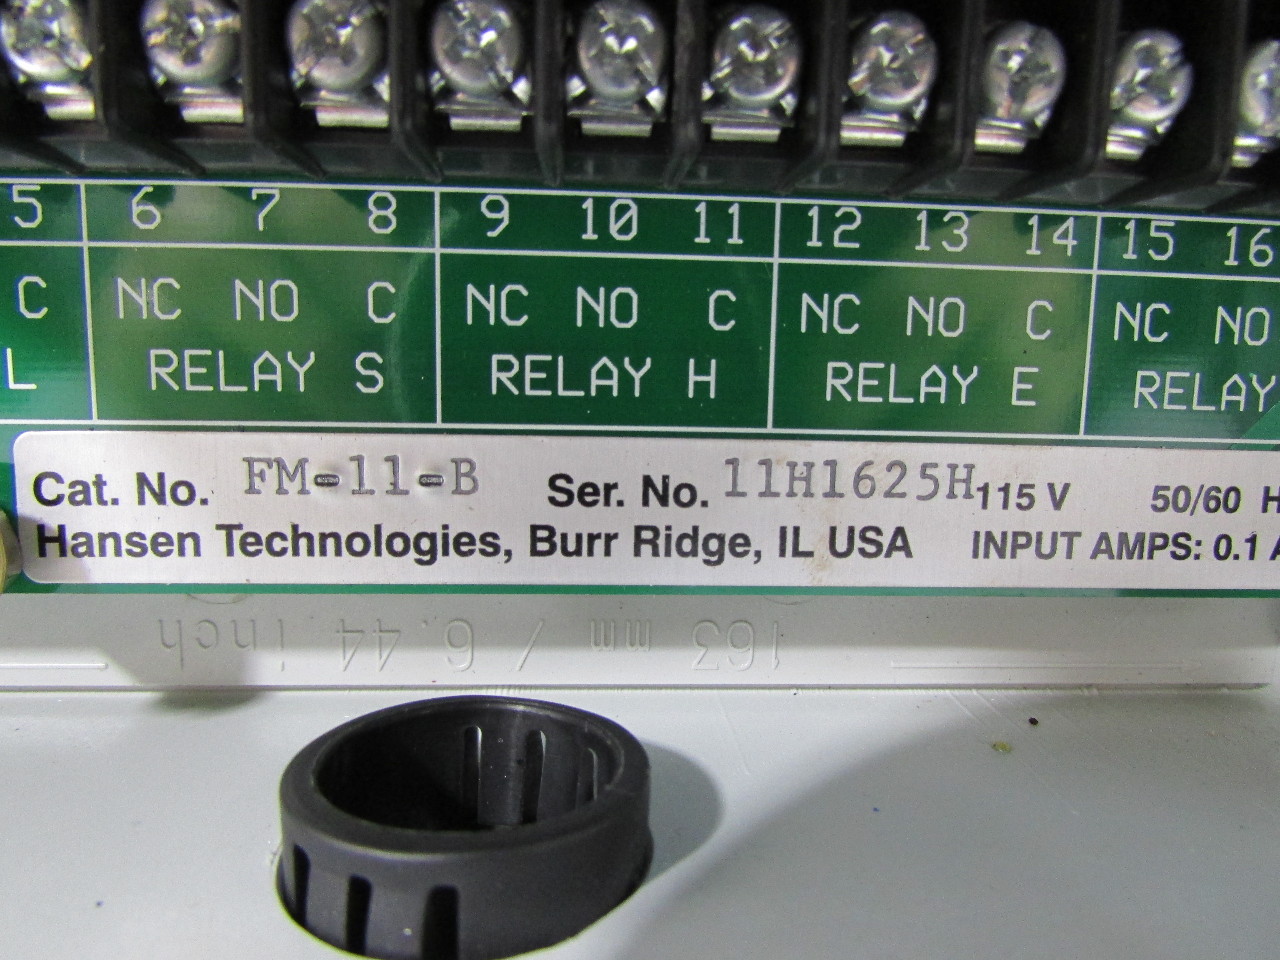 5 6 7 8 9 10 11 12 13 14 15 16
C NC NO C NC NO C NC NO C NC NO
L RELAY S RELAY H RELAY E RELAY
Cat. No. FM-11-B Ser. No. 11H1625H 115 V 50/60 H
Hansen Technologies, Burr Ridge, IL USA INPUT AMPS: 0.1 A
163 mm / 6.44 inch